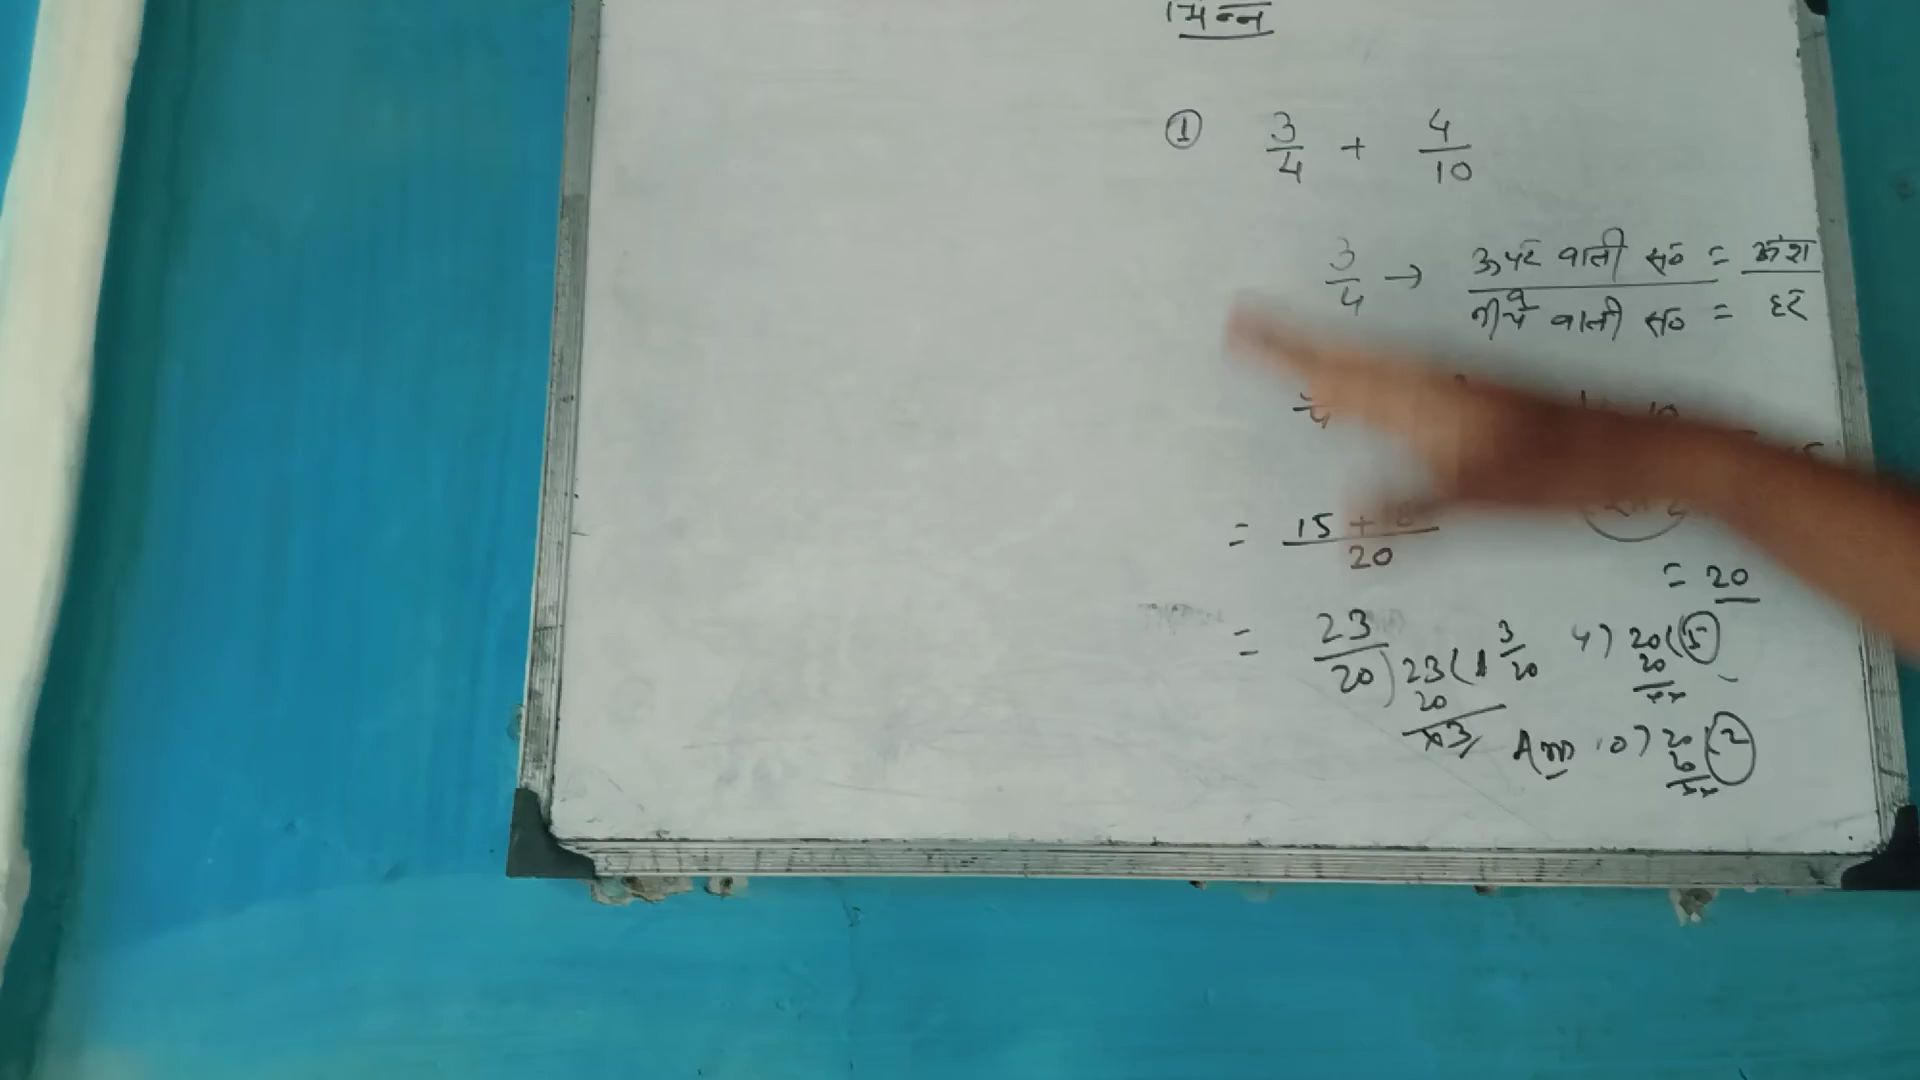 भिन्न
① 3/4 + 4/10
3/4 → ऊपर वाली सं० = अंश
नीचे वाली सं० = हर
= 15 + 8 / 20
= 20
= 23/20
20)23(1 3/20
20
××3
4)20(5
20
××
Ans
10)20(2
20
××